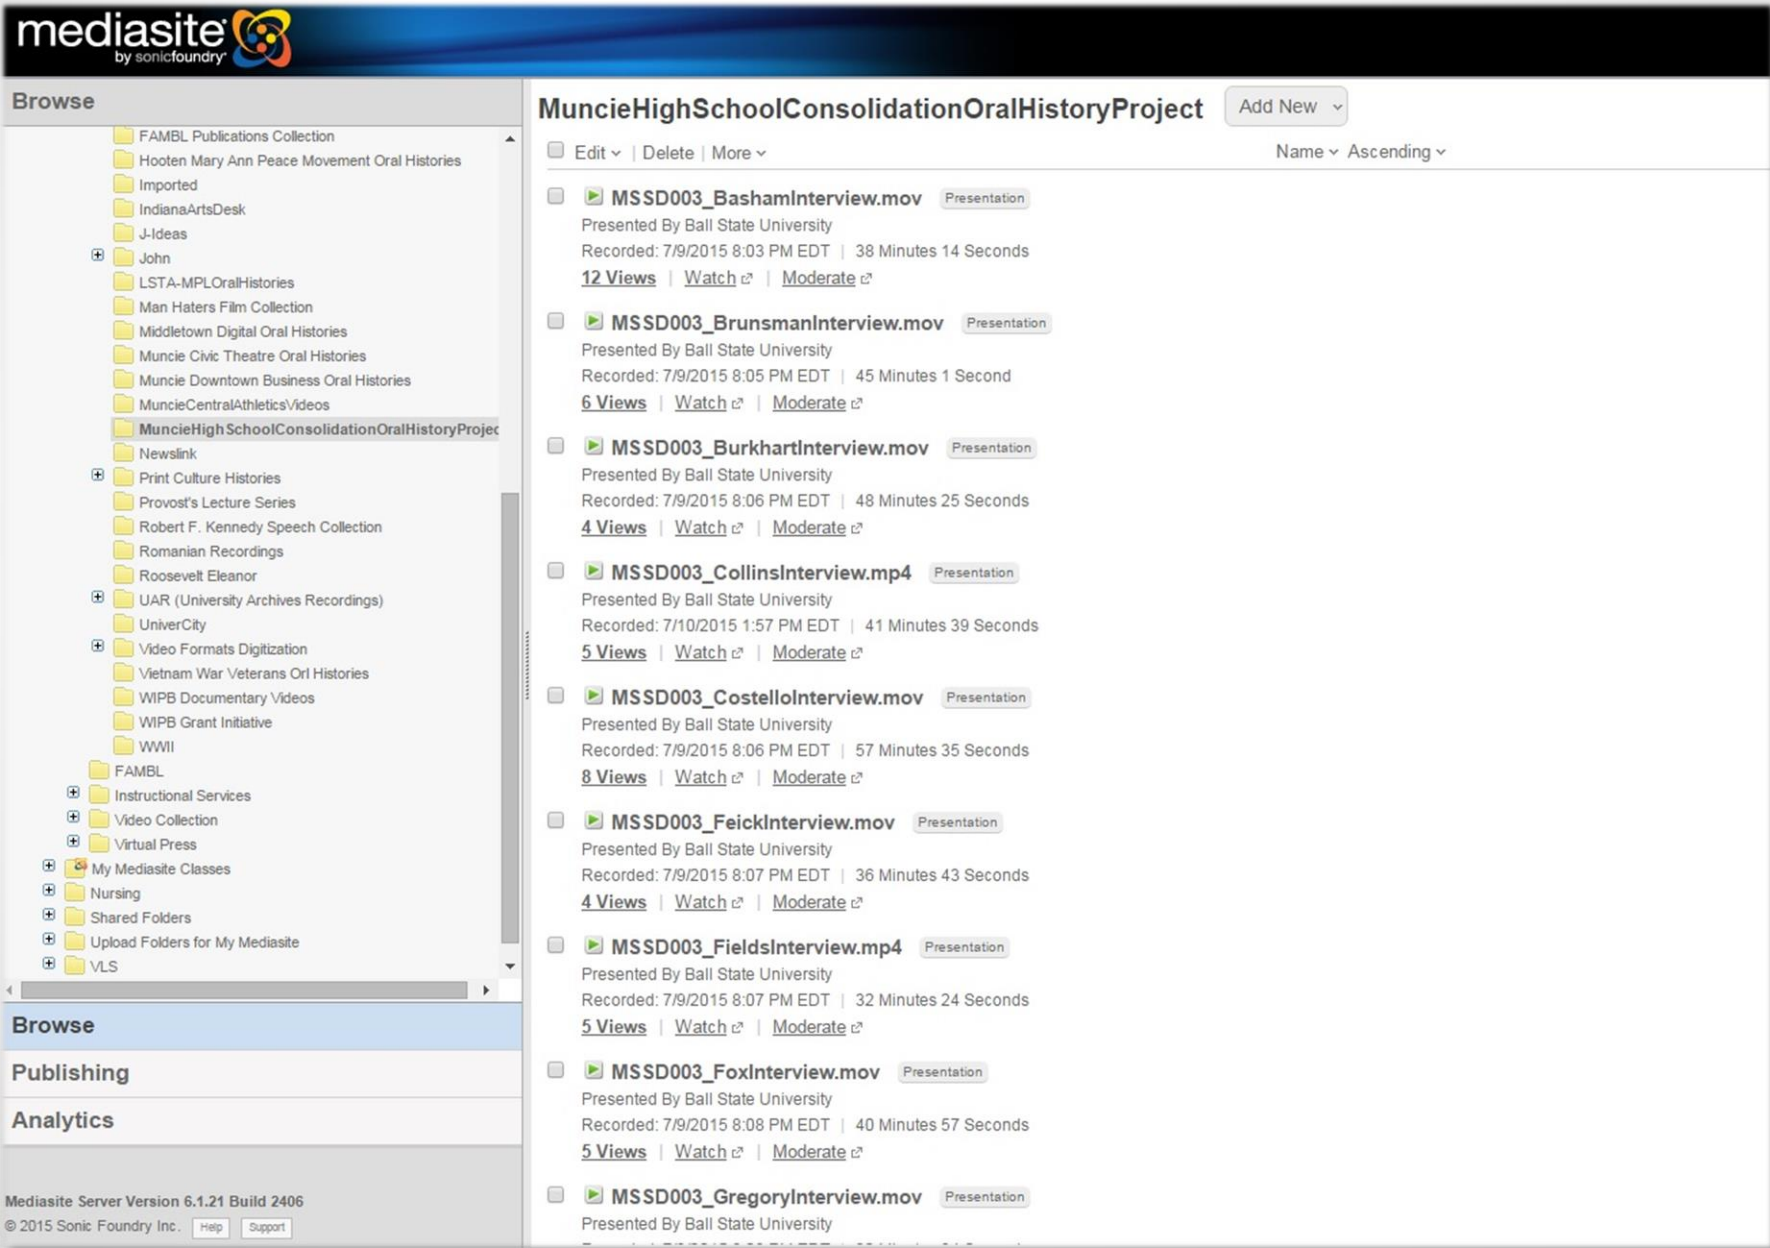 mediasite
by sonicfoundry
Browse
FAMBL Publications Collection
Hooten Mary Ann Peace Movement Oral Histories
Imported
IndianaArtsDesk
J-Ideas
John
LSTA-MPLOralHistories
Man Haters Film Collection
Middletown Digital Oral Histories
Muncie Civic Theatre Oral Histories
Muncie Downtown Business Oral Histories
MuncieCentralAthleticsVideos
MuncieHighSchoolConsolidationOralHistoryProjec
Newslink
Print Culture Histories
Provost's Lecture Series
Robert F. Kennedy Speech Collection
Romanian Recordings
Roosevelt Eleanor
UAR (University Archives Recordings)
UniverCity
Video Formats Digitization
Vietnam War Veterans Orl Histories
WIPB Documentary Videos
WIPB Grant Initiative
WWII
FAMBL
Instructional Services
Video Collection
Virtual Press
My Mediasite Classes
Nursing
Shared Folders
Upload Folders for My Mediasite
VLS
Browse
Publishing
Analytics
Mediasite Server Version 6.1.21 Build 2406
© 2015 Sonic Foundry Inc. Help Support
MuncieHighSchoolConsolidationOralHistoryProject Add New
Edit | Delete | More Name Ascending
MSSD003_BashamInterview.mov Presentation
Presented By Ball State University
Recorded: 7/9/2015 8:03 PM EDT | 38 Minutes 14 Seconds
12 Views | Watch | Moderate
MSSD003_BrunsmanInterview.mov Presentation
Presented By Ball State University
Recorded: 7/9/2015 8:05 PM EDT | 45 Minutes 1 Second
6 Views | Watch | Moderate
MSSD003_BurkhartInterview.mov Presentation
Presented By Ball State University
Recorded: 7/9/2015 8:06 PM EDT | 48 Minutes 25 Seconds
4 Views | Watch | Moderate
MSSD003_CollinsInterview.mp4 Presentation
Presented By Ball State University
Recorded: 7/10/2015 1:57 PM EDT | 41 Minutes 39 Seconds
5 Views | Watch | Moderate
MSSD003_CostelloInterview.mov Presentation
Presented By Ball State University
Recorded: 7/9/2015 8:06 PM EDT | 57 Minutes 35 Seconds
8 Views | Watch | Moderate
MSSD003_FeickInterview.mov Presentation
Presented By Ball State University
Recorded: 7/9/2015 8:07 PM EDT | 36 Minutes 43 Seconds
4 Views | Watch | Moderate
MSSD003_FieldsInterview.mp4 Presentation
Presented By Ball State University
Recorded: 7/9/2015 8:07 PM EDT | 32 Minutes 24 Seconds
5 Views | Watch | Moderate
MSSD003_FoxInterview.mov Presentation
Presented By Ball State University
Recorded: 7/9/2015 8:08 PM EDT | 40 Minutes 57 Seconds
5 Views | Watch | Moderate
MSSD003_GregoryInterview.mov Presentation
Presented By Ball State University